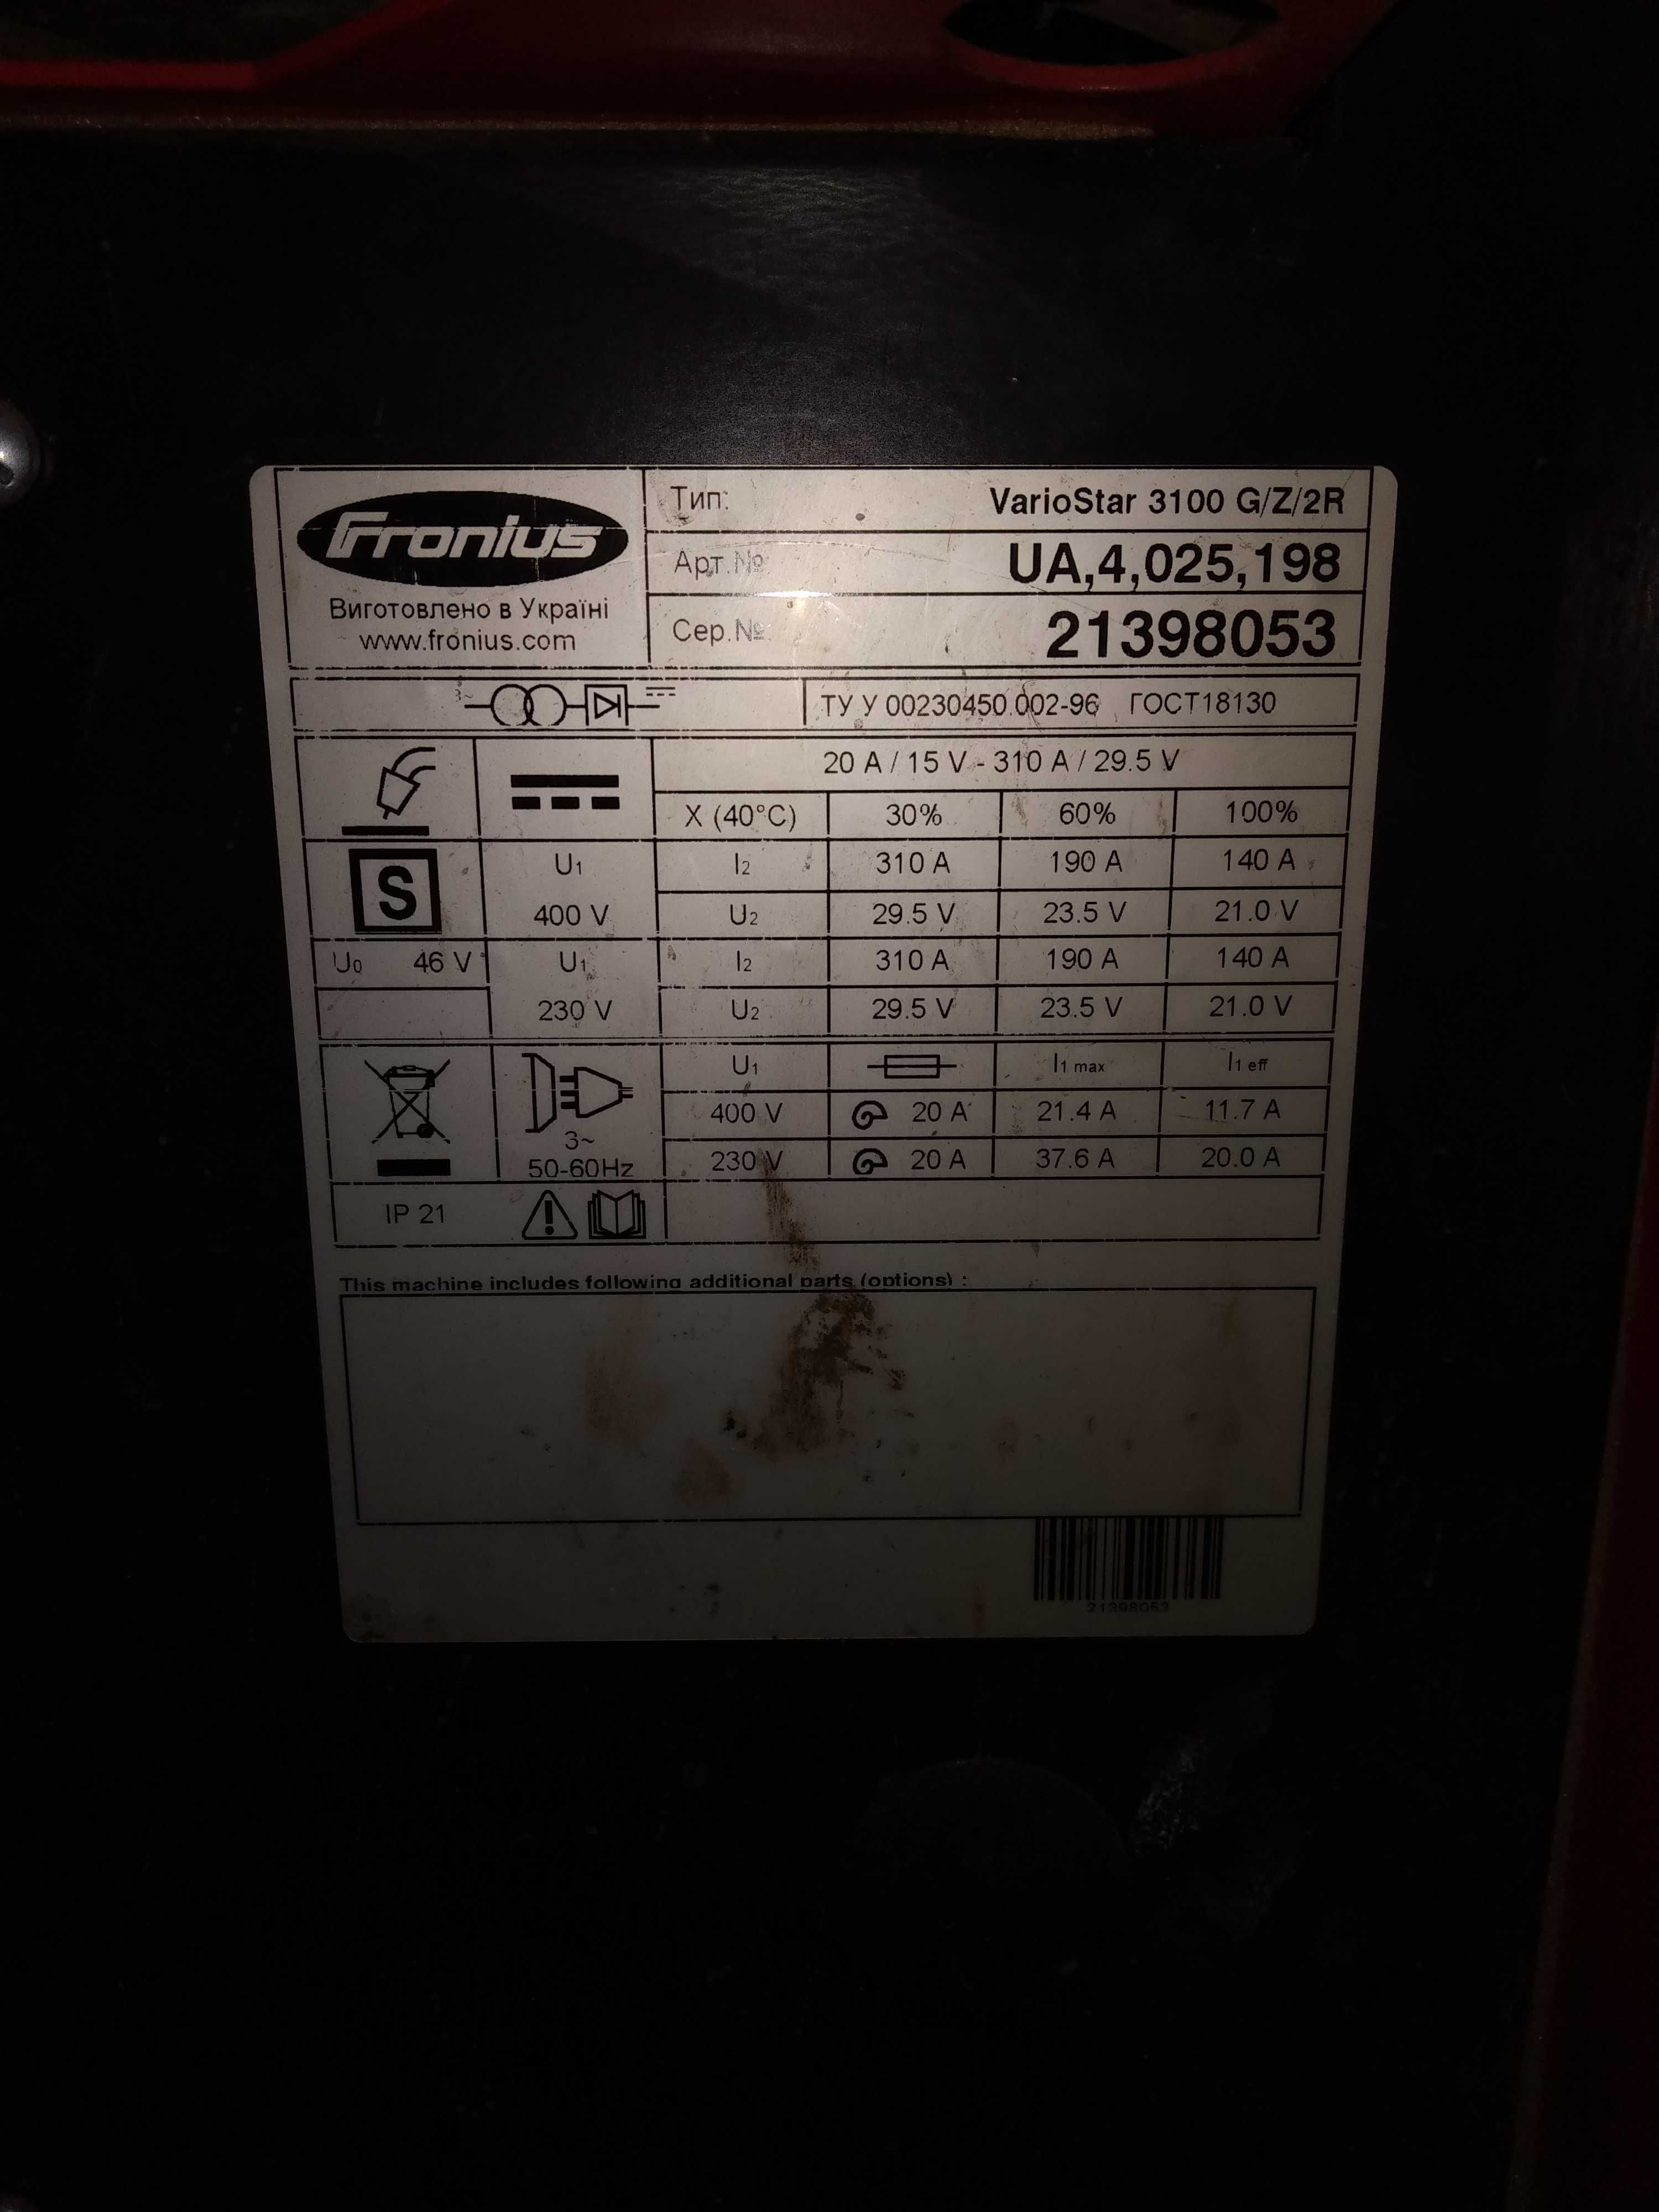 Fronius
Виготовлено в Україні
www.fronius.com
Тип: VarioStar 3100 G/Z/2R
Арт.№ UA,4,025,198
Сер.№ 21398053
3~
ТУ У 00230450.002-96 ГОСТ18130
20 A / 15 V - 310 A / 29.5 V
X (40°C) 30% 60% 100%
S
U1 I2 310 A 190 A 140 A
400 V U2 29.5 V 23.5 V 21.0 V
U0 46 V U1 I2 310 A 190 A 140 A
230 V U2 29.5 V 23.5 V 21.0 V
U1 I1 max I1 eff
400 V 20 A 21.4 A 11.7 A
3~
50-60Hz 230 V 20 A 37.6 A 20.0 A
IP 21
This machine includes following additional parts (options) :
21398053